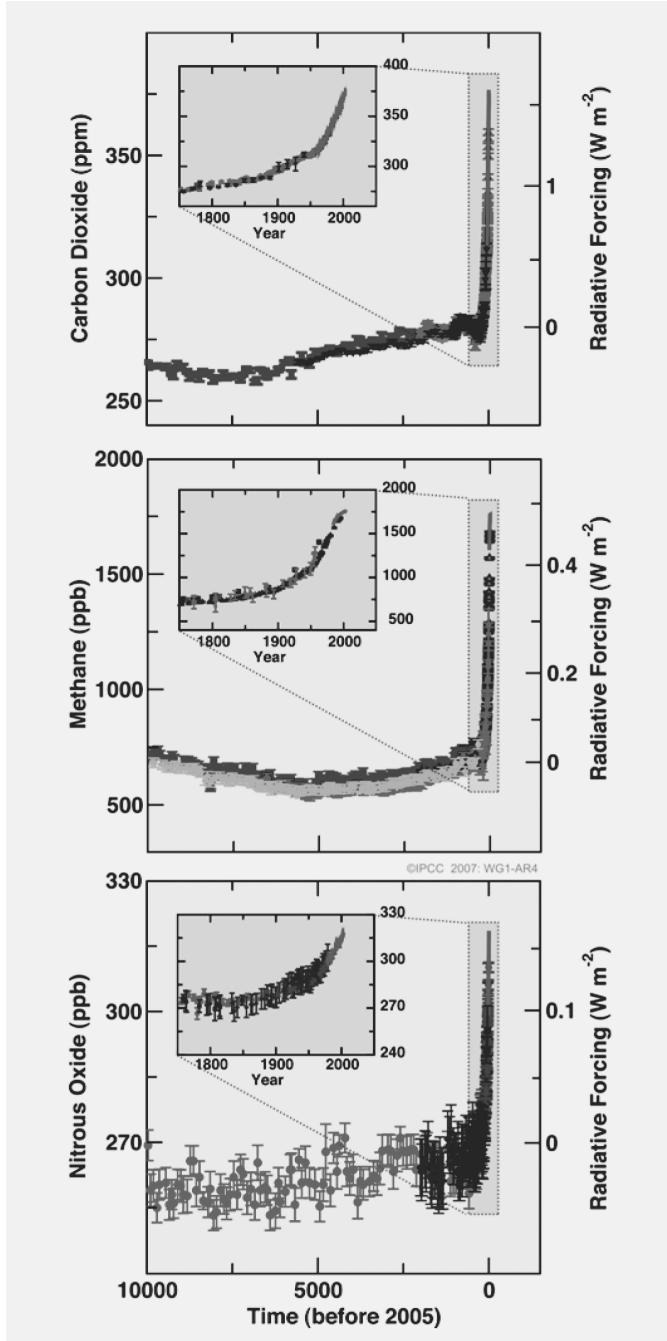 Carbon Dioxide (ppm)
350
300
250
400
350
300
1800 1900 2000
Year
1
0
Radiative Forcing (W m-2)
Methane (ppb)
2000
1500
1000
500
2000
1500
1000
500
1800 1900 2000
Year
0.4
0.2
0
Radiative Forcing (W m-2)
©IPCC 2007: WG1-AR4
Nitrous Oxide (ppb)
330
300
270
330
300
270
240
1800 1900 2000
Year
0.1
0
Radiative Forcing (W m-2)
10000 5000 0
Time (before 2005)